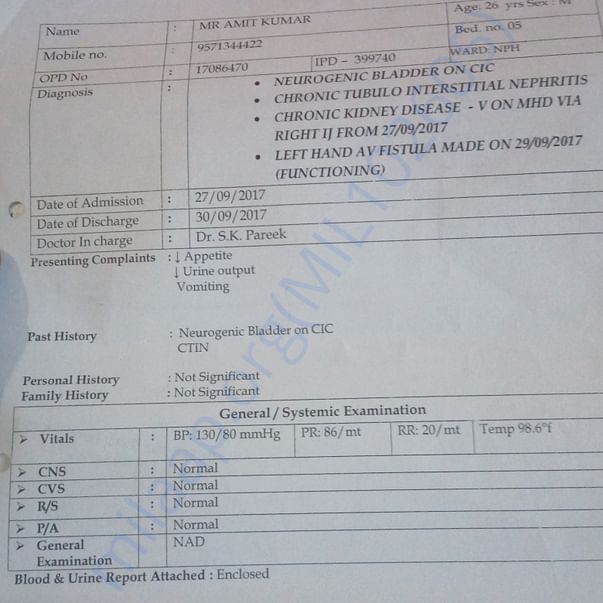 Name : MR AMIT KUMAR Age: 26 yrs Sex : M
Mobile no. : 9571344422 Bed. no. 05
OPD No : 17086470 IPD – 399740 WARD: NPH
Diagnosis :
• NEUROGENIC BLADDER ON CIC
• CHRONIC TUBULO INTERSTITIAL NEPHRITIS
• CHRONIC KIDNEY DISEASE - V ON MHD VIA
RIGHT IJ FROM 27/09/2017
• LEFT HAND AV FISTULA MADE ON 29/09/2017
(FUNCTIONING)
Date of Admission : 27/09/2017
Date of Discharge : 30/09/2017
Doctor In charge : Dr. S.K. Pareek
Presenting Complaints : ↓ Appetite
↓ Urine output
Vomiting
Past History : Neurogenic Bladder on CIC
CTIN
Personal History : Not Significant
Family History : Not Significant
General / Systemic Examination
➢ Vitals : BP: 130/80 mmHg PR: 86/mt RR: 20/mt Temp 98.6°f
➢ CNS : Normal
➢ CVS : Normal
➢ R/S : Normal
➢ P/A : Normal
➢ General : NAD
Examination
Blood & Urine Report Attached : Enclosed